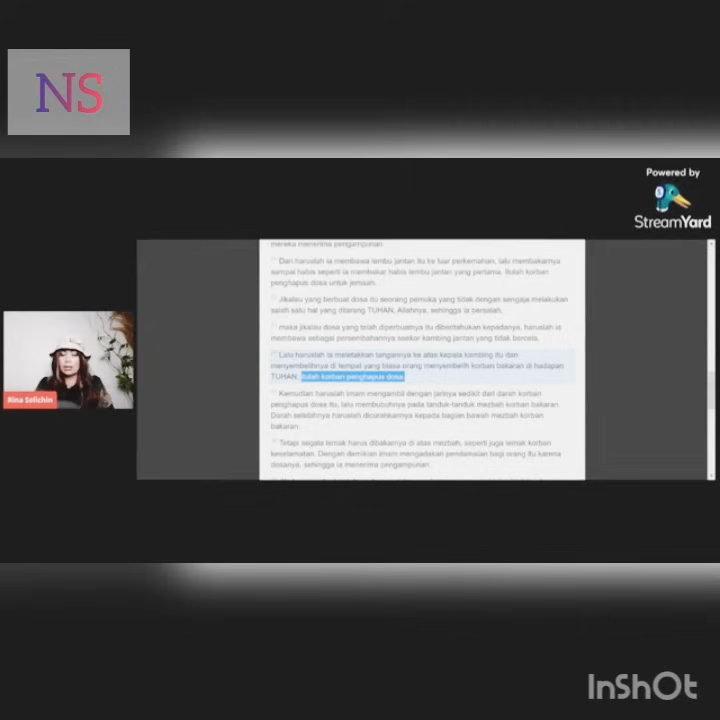 NS
Powered by
StreamYard
mereka menerima pengampunan.
Dan haruslah ia membawa lembu jantan itu ke luar perkemahan, lalu membakarnya
sampai habis seperti ia membakar habis lembu jantan yang pertama. Itulah korban
penghapus dosa untuk jemaah.
Jikalau yang berbuat dosa itu seorang pemuka yang tidak dengan sengaja melakukan
salah satu hal yang dilarang TUHAN, Allahnya, sehingga ia bersalah,
maka jikalau dosa yang telah diperbuatnya itu diberitahukan kepadanya, haruslah ia
membawa sebagai persembahannya seekor kambing jantan yang tidak bercela.
Lalu haruslah ia meletakkan tangannya ke atas kepala kambing itu dan
menyembelihnya di tempat yang biasa orang menyembelih korban bakaran di hadapan
TUHAN; itulah korban penghapus dosa.
Kemudian haruslah imam mengambil dengan jarinya sedikit dari darah korban
penghapus dosa itu, lalu membubuhnya pada tanduk-tanduk mezbah korban bakaran.
Darah selebihnya haruslah dicurahkannya kepada bagian bawah mezbah korban
bakaran.
Tetapi segala lemak harus dibakarnya di atas mezbah, seperti juga lemak korban
keselamatan. Dengan demikian imam mengadakan pendamaian bagi orang itu karena
dosanya, sehingga ia menerima pengampunan.
Rina Solichin
InShOt